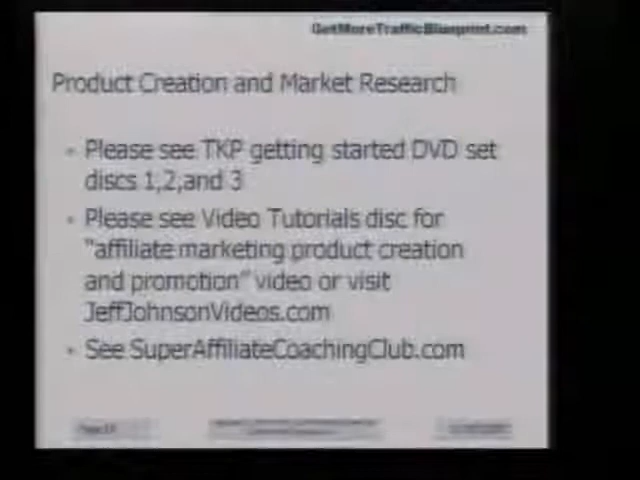 GetMoreTrafficBlueprint.com
Product Creation and Market Research
• Please see TKP getting started DVD set
discs 1,2,and 3
• Please see Video Tutorials disc for
"affiliate marketing product creation
and promotion" video or visit
JeffJohnsonVideos.com
• See SuperAffiliateCoachingClub.com